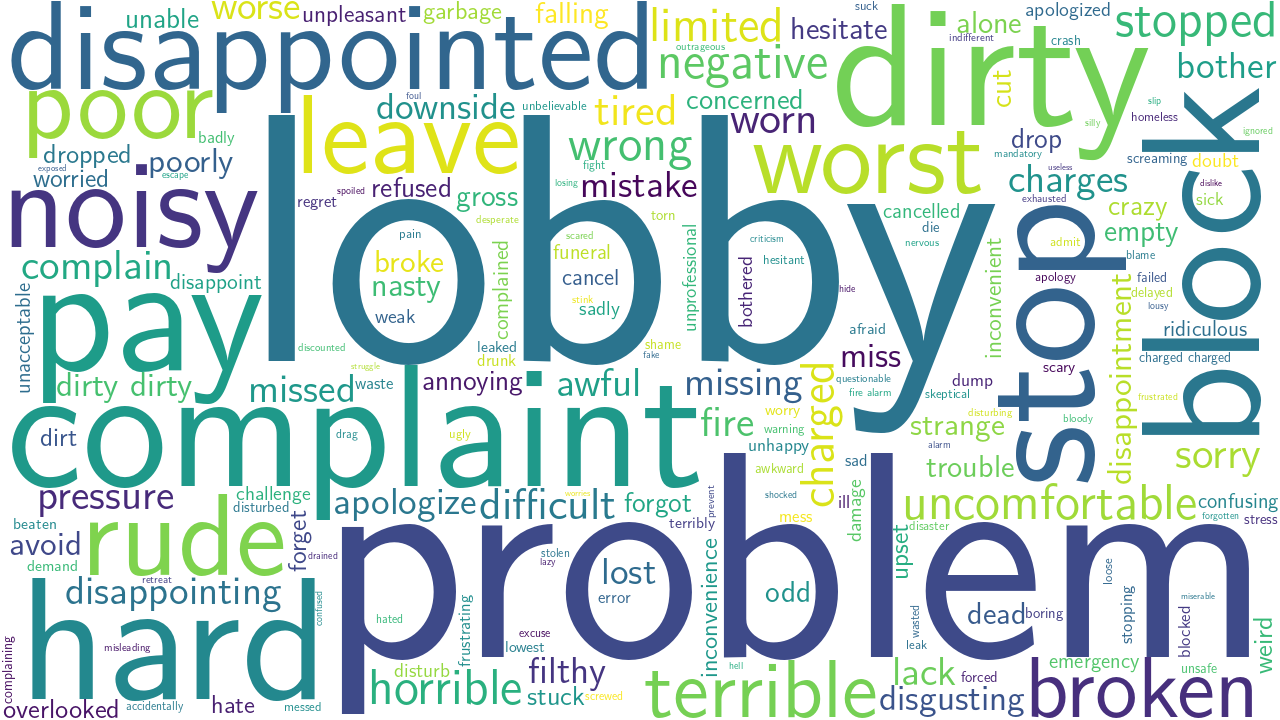 disappointed
unable
worse
unpleasant
garbage
falling
limited
hesitate
suck
indifferent
alone
apologized
crash
stopped
outrageous
negative
dirty
cut
bother
poor
badly
leave
downside
foul
unbelievable
tired
concerned
worn
silly
slip
homeless
ignored
block
dropped
poorly
worried
exposed
escape
noisy
lobby
wrong
fight
losing
mistake
worst
drop
mandatory
useless
screaming
doubt
charges
dislike
sick
spoiled
refused
regret
gross
desperate
torn
cancelled
die
nervous
exhausted
stop
crazy
empty
admit
blame
complain
disappoint
pain
broke
nasty
weak
complained
scared
funeral
cancel
stink
sadly
unprofessional
criticism
hesitant
bothered
hide
inconvenient
apology
failed
delayed
lousy
unacceptable
pay
discounted
leaked
drunk
shame
fake
afraid
miss
scary
disappointment
ridiculous
charged charged
dirty dirty
missed
struggle
waste
annoying
awful
missing
charged
questionable
fire alarm
dump
skeptical
frustrated
complaint
dirt
drag
ugly
fire
worry
warning
unhappy
disturbing
strange
bloody
alarm
sorry
pressure
challenge
disturbed
apologize
difficult
worries
forgot
awkward
shocked
prevent
sad
ill
mess
damage
trouble
uncomfortable
confusing
forgotten
stress
beaten
avoid
demand
rude
forget
drained
problem
terribly
stolen
lazy
lost
error
inconvenience
odd
upset
disaster
dead
boring
wasted
leak
loose
stopping
miserable
blocked
weird
retreat
disappointing
hard
confused
hated
frustrating
excuse
lowest
misleading
complaining
overlooked
accidentally
hate
messed
horrible
disturb
filthy
stuck
screwed
hell
terrible
lack
forced
disgusting
emergency
unsafe
broken